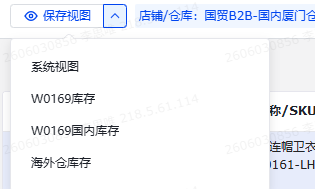 保存视图 店铺/仓库：国贸B2B-国内厦门仓
系统视图
W0169库存 称/SKU
W0169国内库存 连帽卫衣
海外仓库存 0161-LH